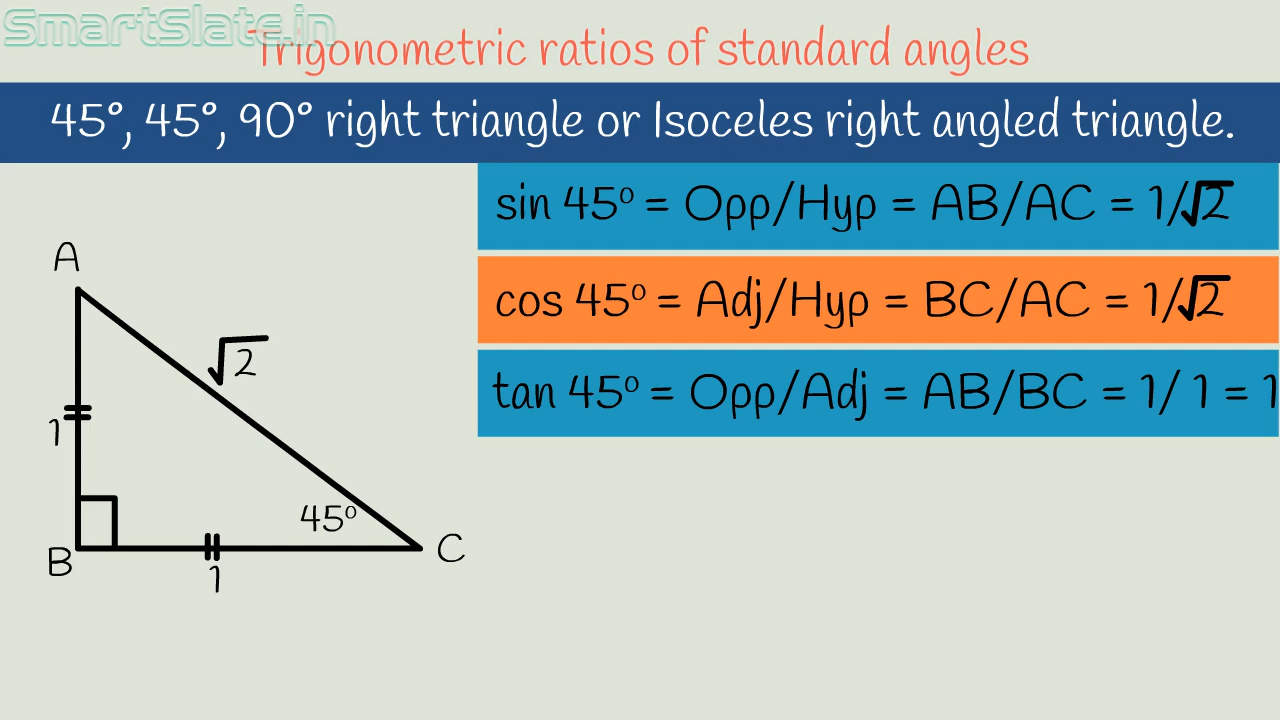 SmartSlate.in
Trigonometric ratios of standard angles
45°, 45°, 90° right triangle or Isoceles right angled triangle.
sin 45° = Opp/Hyp = AB/AC = 1/√2
cos 45° = Adj/Hyp = BC/AC = 1/√2
tan 45° = Opp/Adj = AB/BC = 1/ 1 = 1
A
√2
1
45°
B
C
1